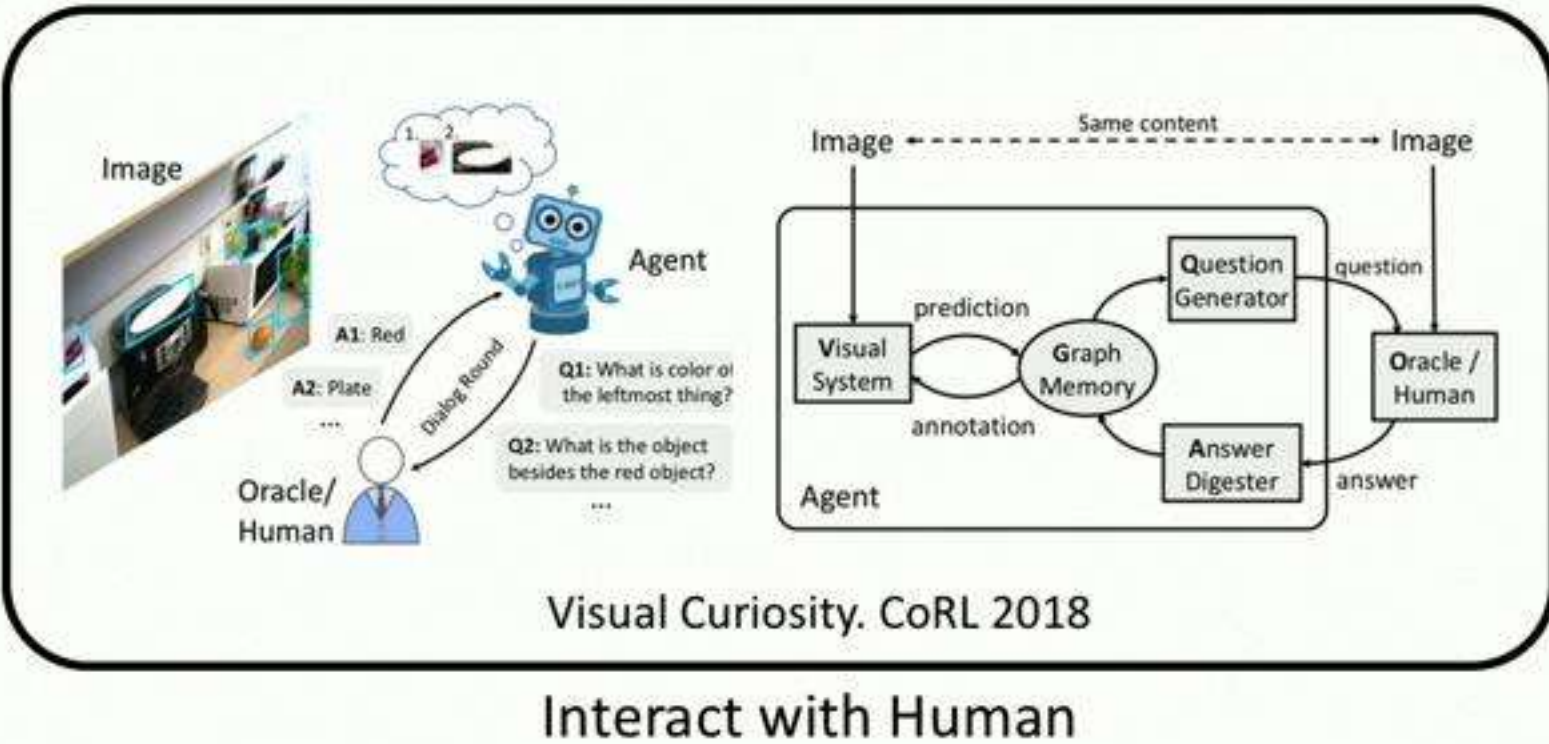 Image
1.
2
Agent
A1: Red
A2: Plate
...
Dialog Round
Q1: What is color of
the leftmost thing?
Q2: What is the object
besides the red object?
...
Oracle/
Human
Image
Same content
Image
Question
Generator
question
prediction
Visual
System
Graph
Memory
Oracle /
Human
annotation
Answer
Digester
answer
Agent
Visual Curiosity. CoRL 2018
Interact with Human